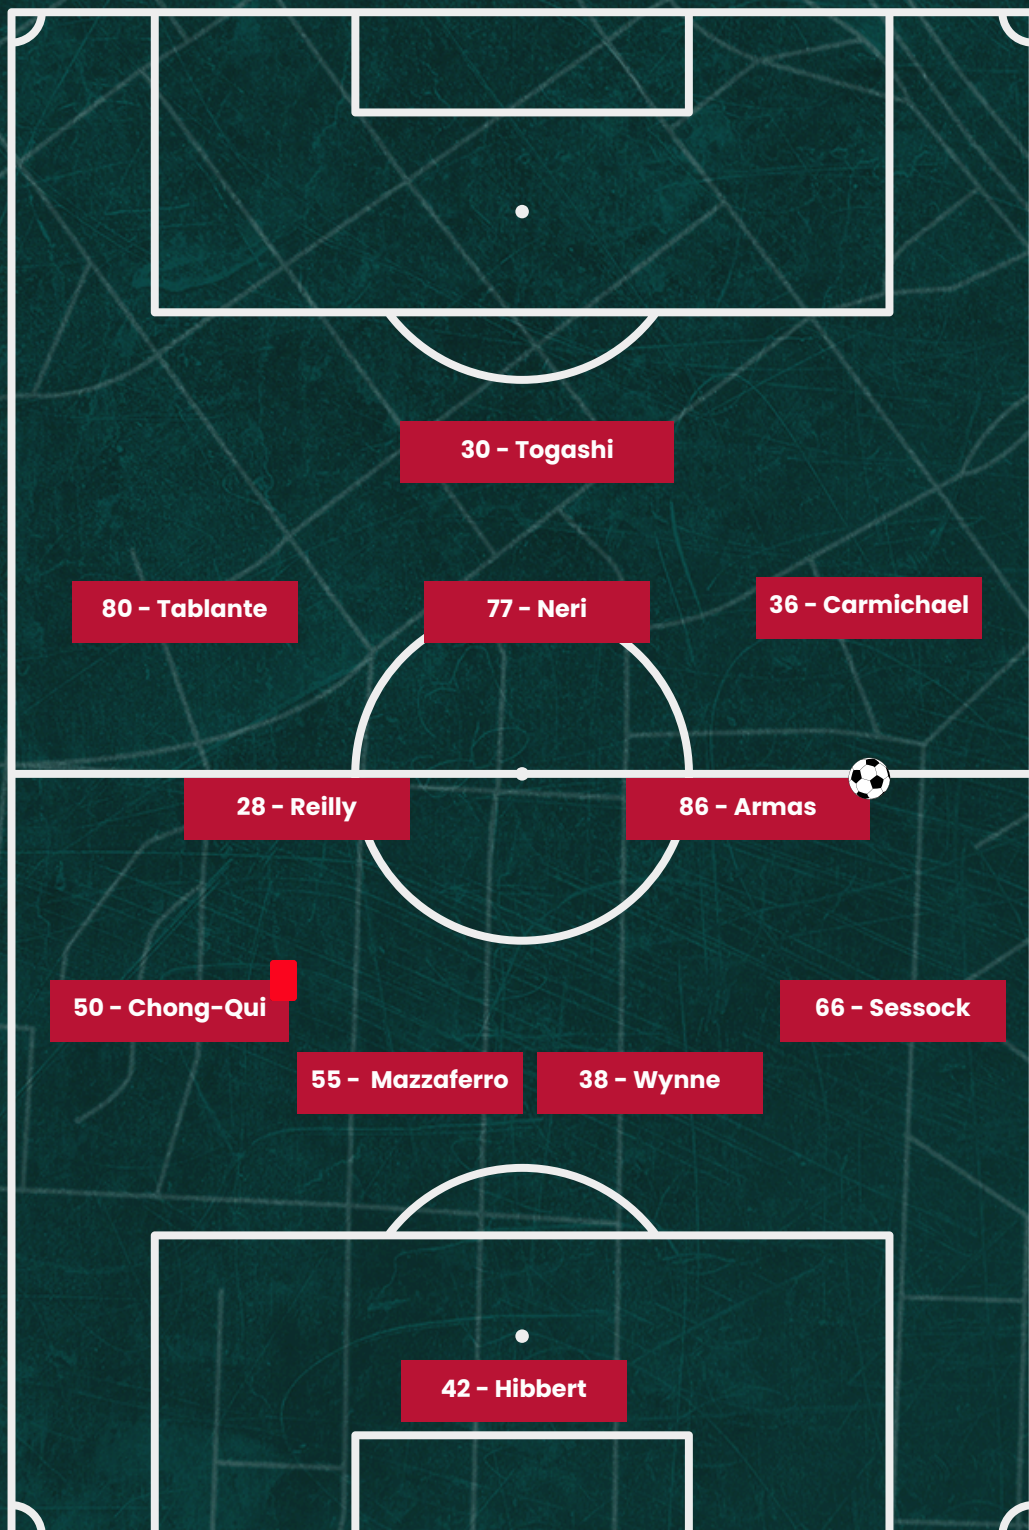 30 - Togashi
80 - Tablante
77 - Neri
36 - Carmichael
28 - Reilly
86 - Armas
50 - Chong-Qui
66 - Sessock
55 -  Mazzaferro
38 - Wynne
42 - Hibbert